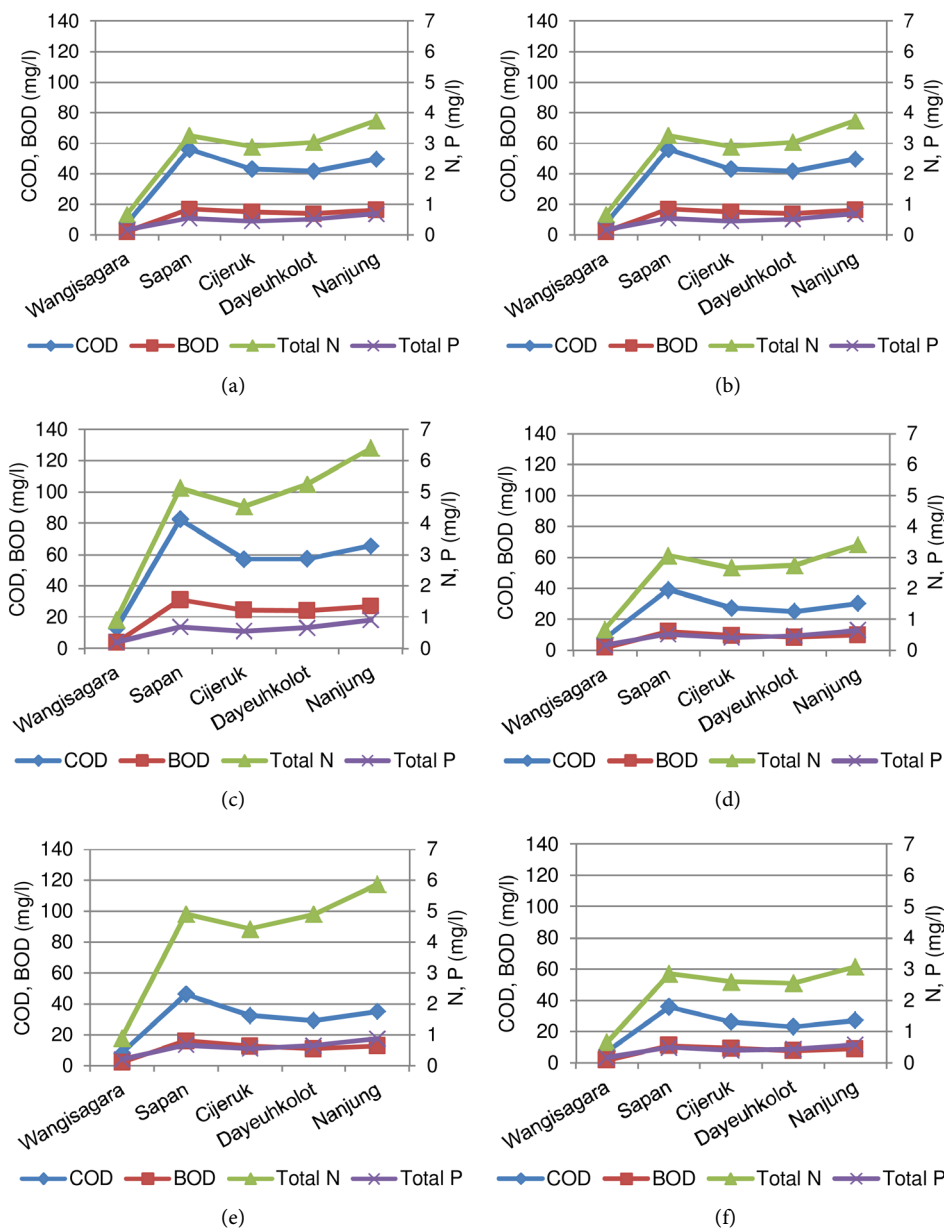 140
120
100
80
60
40
20
0
COD, BOD (mg/l)
7
6
5
4
3
2
1
0
N, P (mg/l)
Wangisagara
Sapan
Cijeruk
Dayeuhkolot
Nanjung
COD BOD Total N Total P
(a)
140
120
100
80
60
40
20
0
COD, BOD (mg/l)
7
6
5
4
3
2
1
0
N, P (mg/l)
Wangisagara
Sapan
Cijeruk
Dayeuhkolot
Nanjung
COD BOD Total N Total P
(b)
140
120
100
80
60
40
20
0
COD, BOD (mg/l)
7
6
5
4
3
2
1
0
N, P (mg/l)
Wangisagara
Sapan
Cijeruk
Dayeuhkolot
Nanjung
COD BOD Total N Total P
(c)
140
120
100
80
60
40
20
0
COD, BOD (mg/l)
7
6
5
4
3
2
1
0
N, P (mg/l)
Wangisagara
Sapan
Cijeruk
Dayeuhkolot
Nanjung
COD BOD Total N Total P
(d)
140
120
100
80
60
40
20
0
COD, BOD (mg/l)
7
6
5
4
3
2
1
0
N, P (mg/l)
Wangisagara
Sapan
Cijeruk
Dayeuhkolot
Nanjung
COD BOD Total N Total P
(e)
140
120
100
80
60
40
20
0
COD, BOD (mg/l)
7
6
5
4
3
2
1
0
N, P (mg/l)
Wangisagara
Sapan
Cijeruk
Dayeuhkolot
Nanjung
COD BOD Total N Total P
(f)